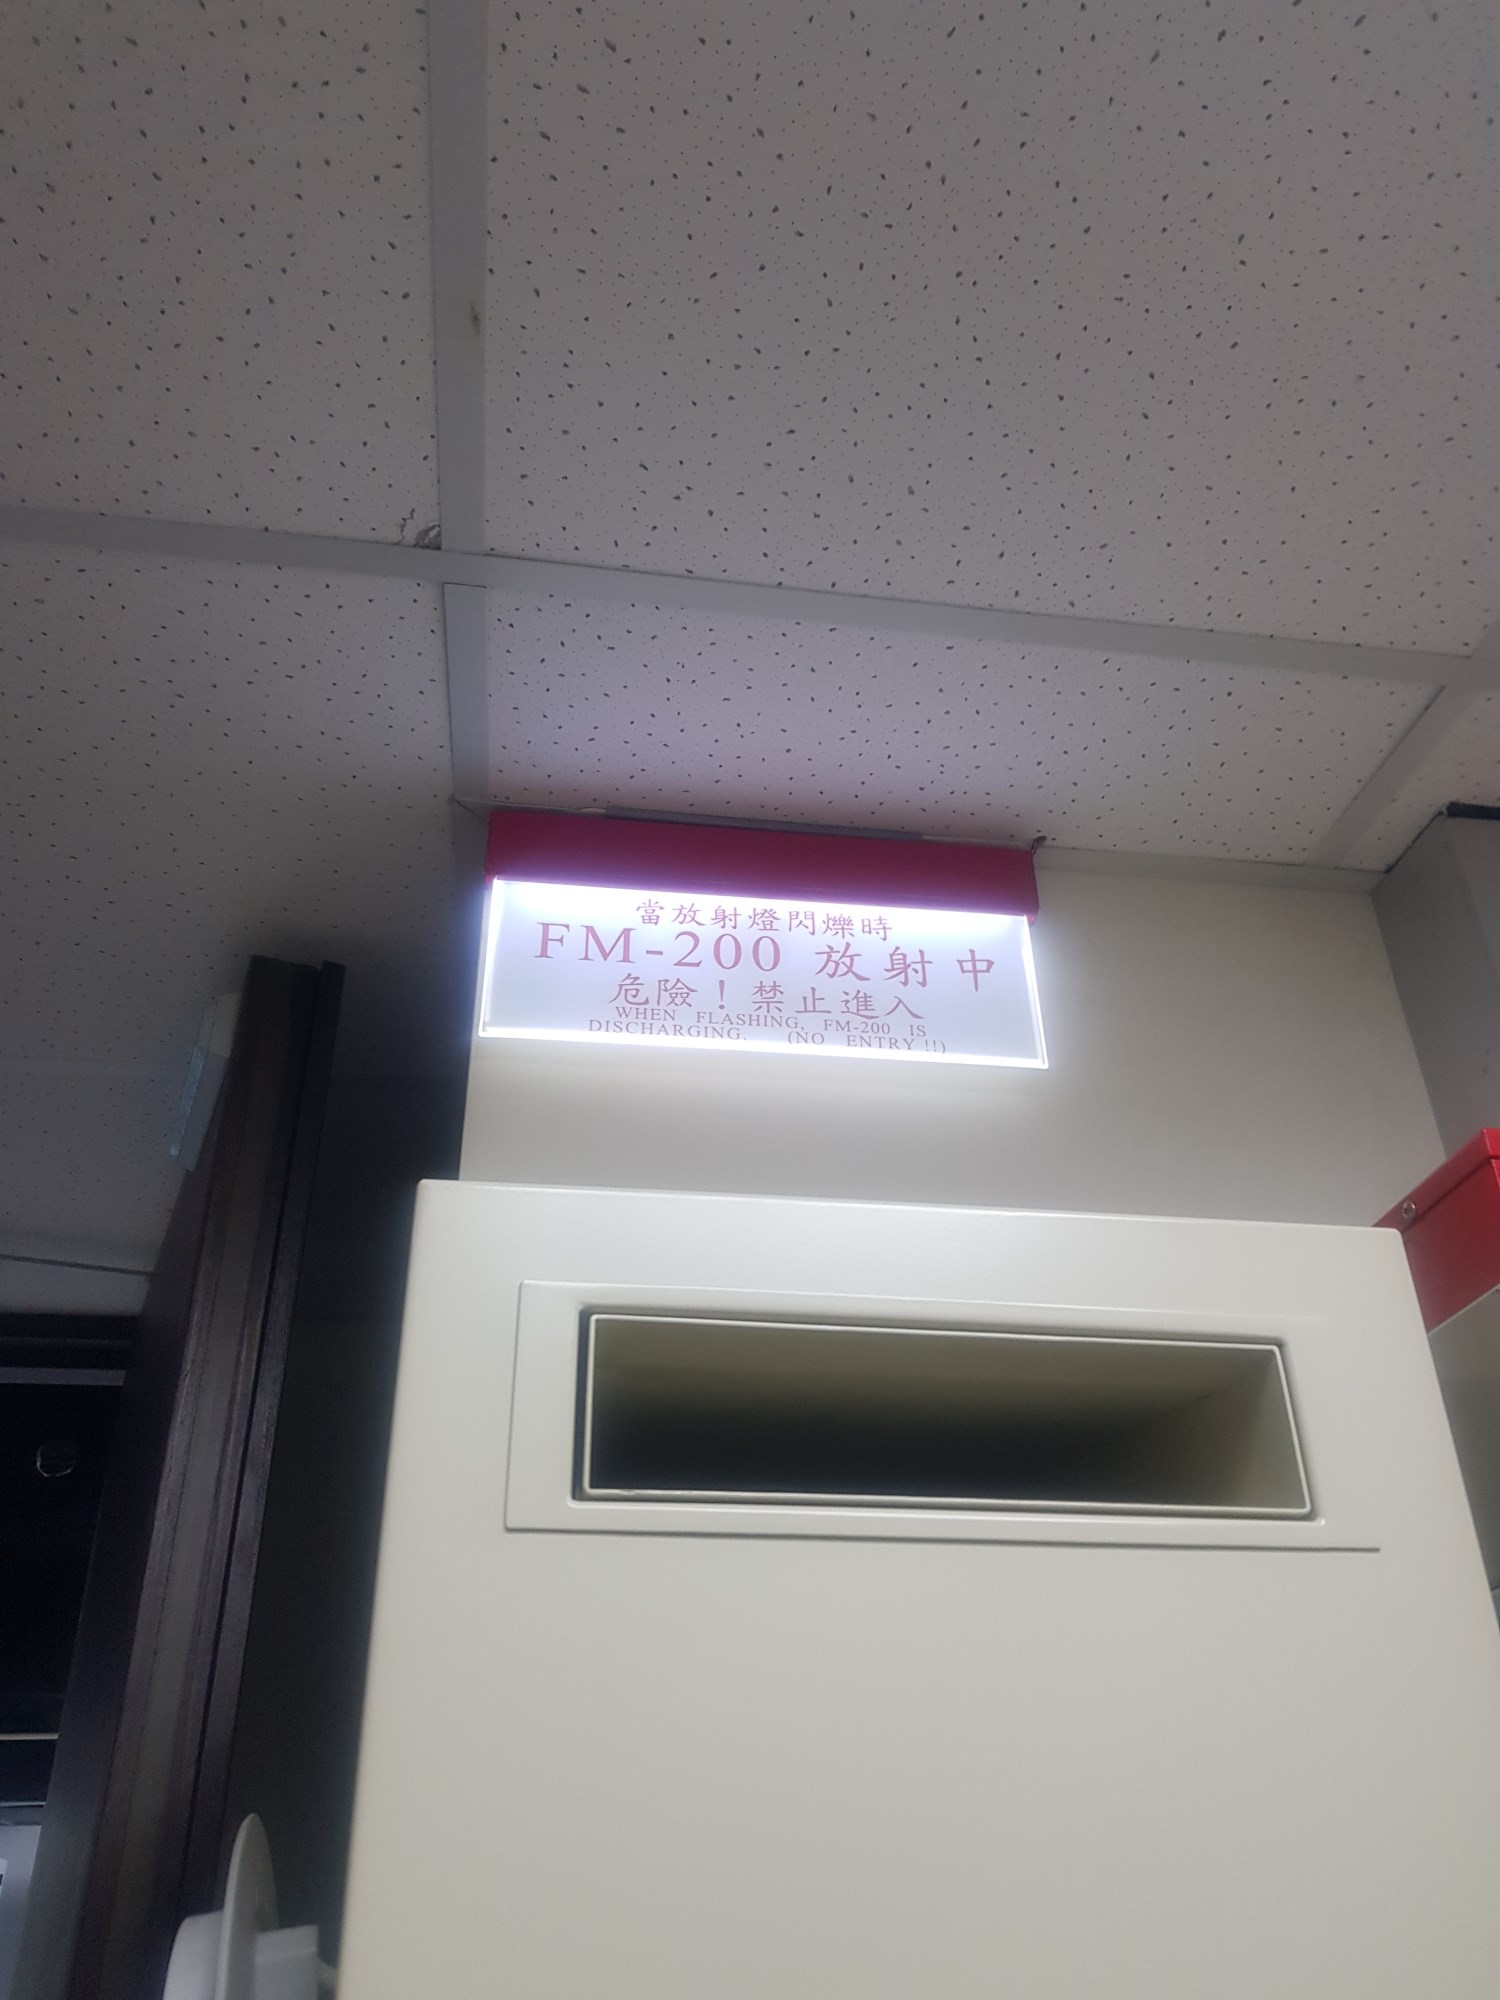 當放射燈閃爍時
FM-200 放射中
危險！禁止進入
WHEN FLASHING, FM-200 IS
DISCHARGING. (NO ENTRY !!)